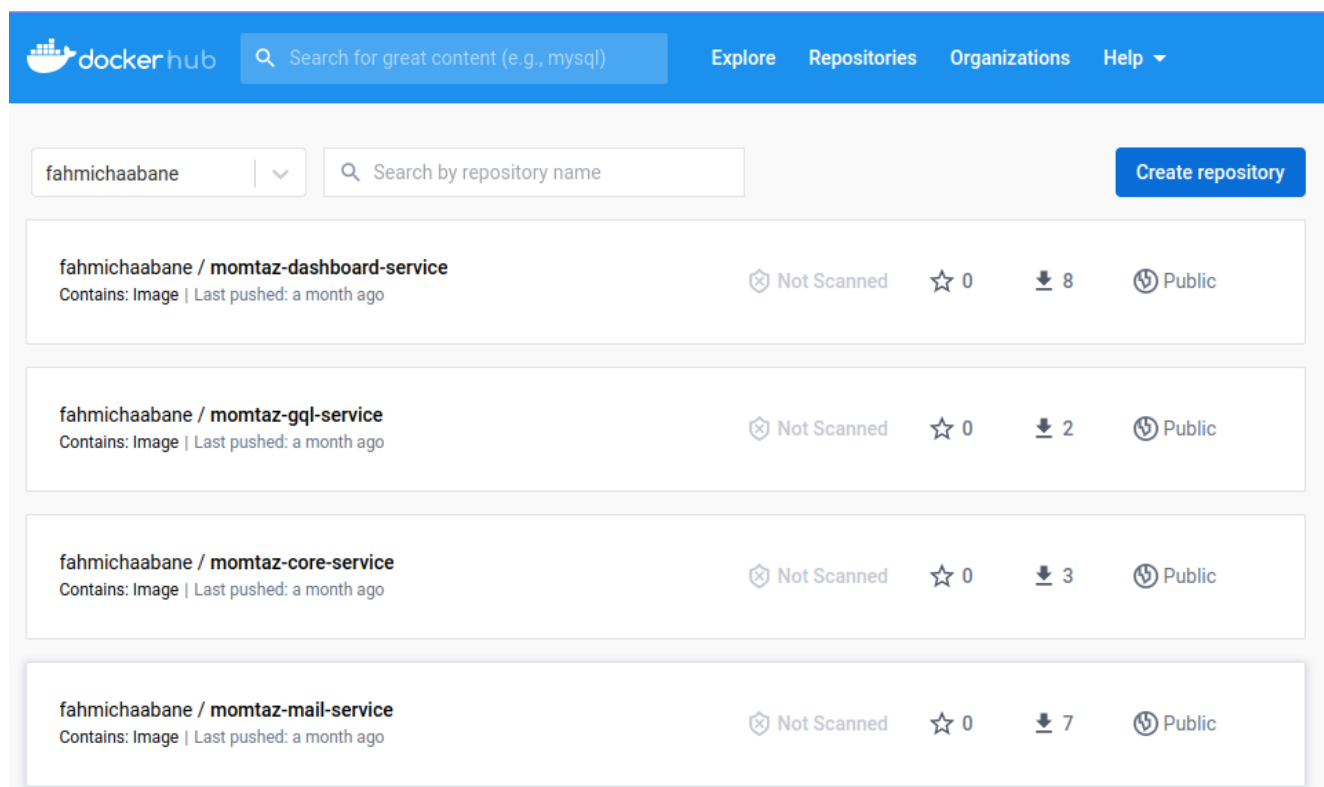 dockerhub Search for great content (e.g., mysql) Explore Repositories Organizations Help
fahmichaabane Search by repository name Create repository
fahmichaabane / momtaz-dashboard-service
Contains: Image | Last pushed: a month ago
Not Scanned 0 8 Public
fahmichaabane / momtaz-gql-service
Contains: Image | Last pushed: a month ago
Not Scanned 0 2 Public
fahmichaabane / momtaz-core-service
Contains: Image | Last pushed: a month ago
Not Scanned 0 3 Public
fahmichaabane / momtaz-mail-service
Contains: Image | Last pushed: a month ago
Not Scanned 0 7 Public